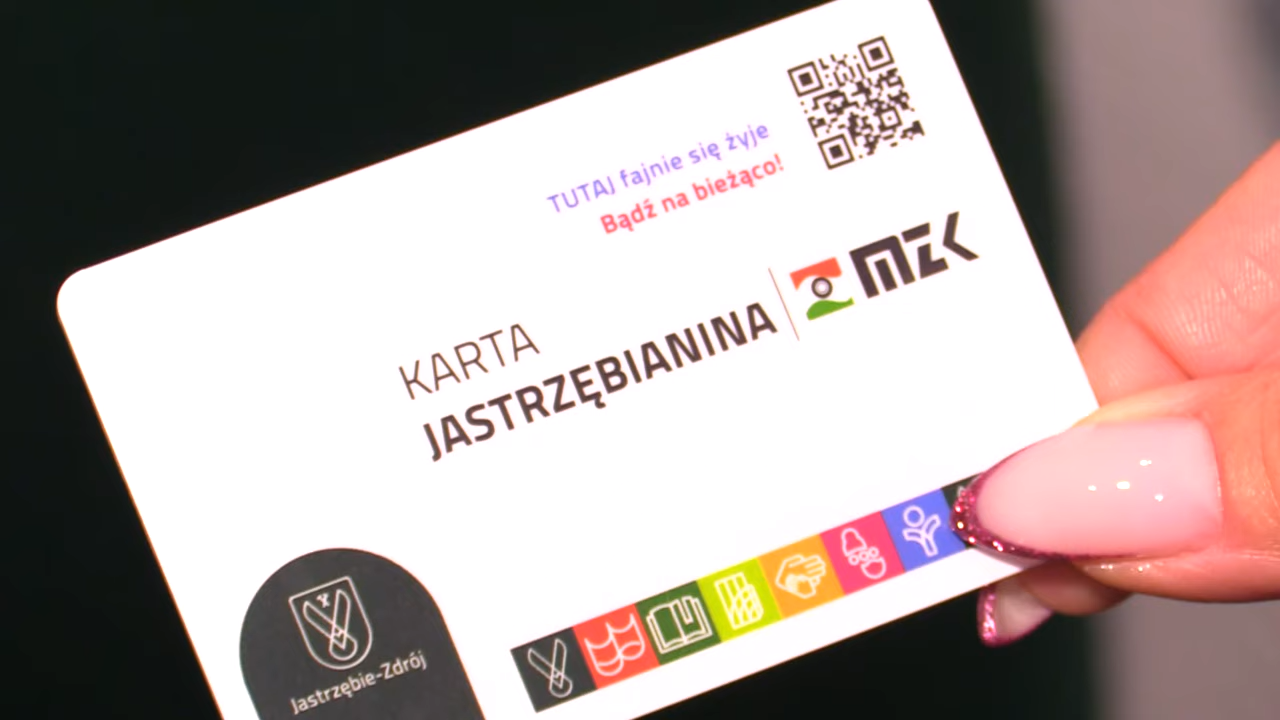 TUTAJ fajnie się żyje
Bądź na bieżąco!
KARTA
JASTRZĘBIANINA
MZK
Jastrzębie-Zdrój